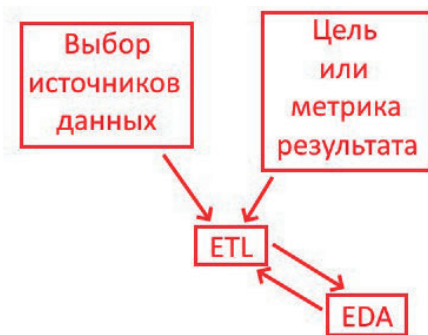 Выбор
источников
данных
Цель
или
метрика
результата
ETL
EDA